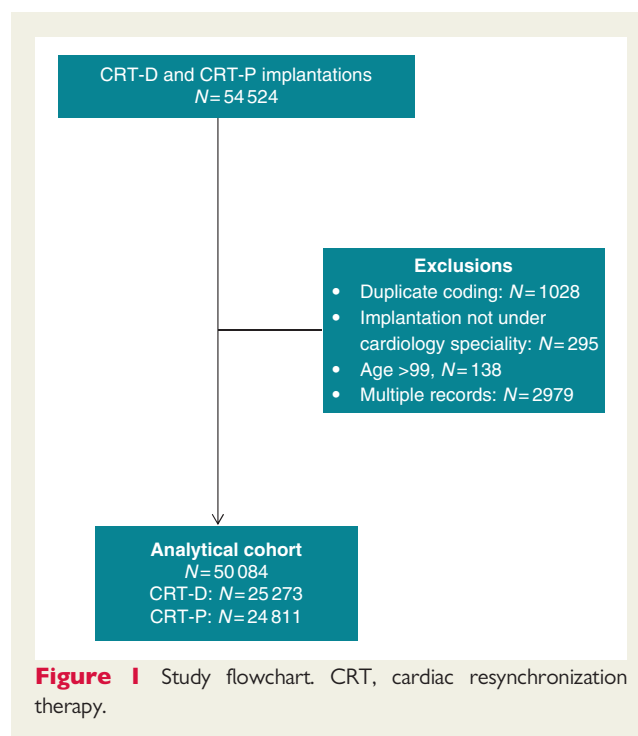 CRT-D and CRT-P implantations
N=54 524
Exclusions
• Duplicate coding: N=1028
• Implantation not under
cardiology speciality: N=295
• Age >99, N=138
• Multiple records: N=2979
Analytical cohort
N=50 084
CRT-D: N=25 273
CRT-P: N=24 811
Figure 1 Study flowchart. CRT, cardiac resynchronization
therapy.